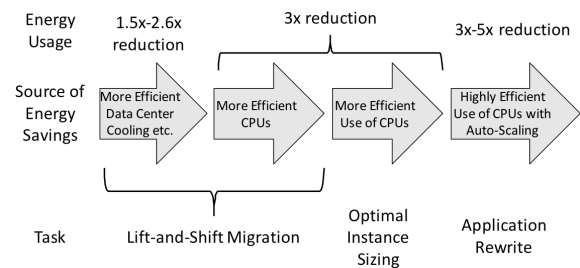 Energy
Usage
1.5x-2.6x
reduction
3x reduction
3x-5x reduction
Source of
Energy
Savings
More Efficient
Data Center
Cooling etc.
More Efficient
CPUs
More Efficient
Use of CPUs
Highly Efficient
Use of CPUs with
Auto-Scaling
Task
Lift-and-Shift Migration
Optimal
Instance
Sizing
Application
Rewrite